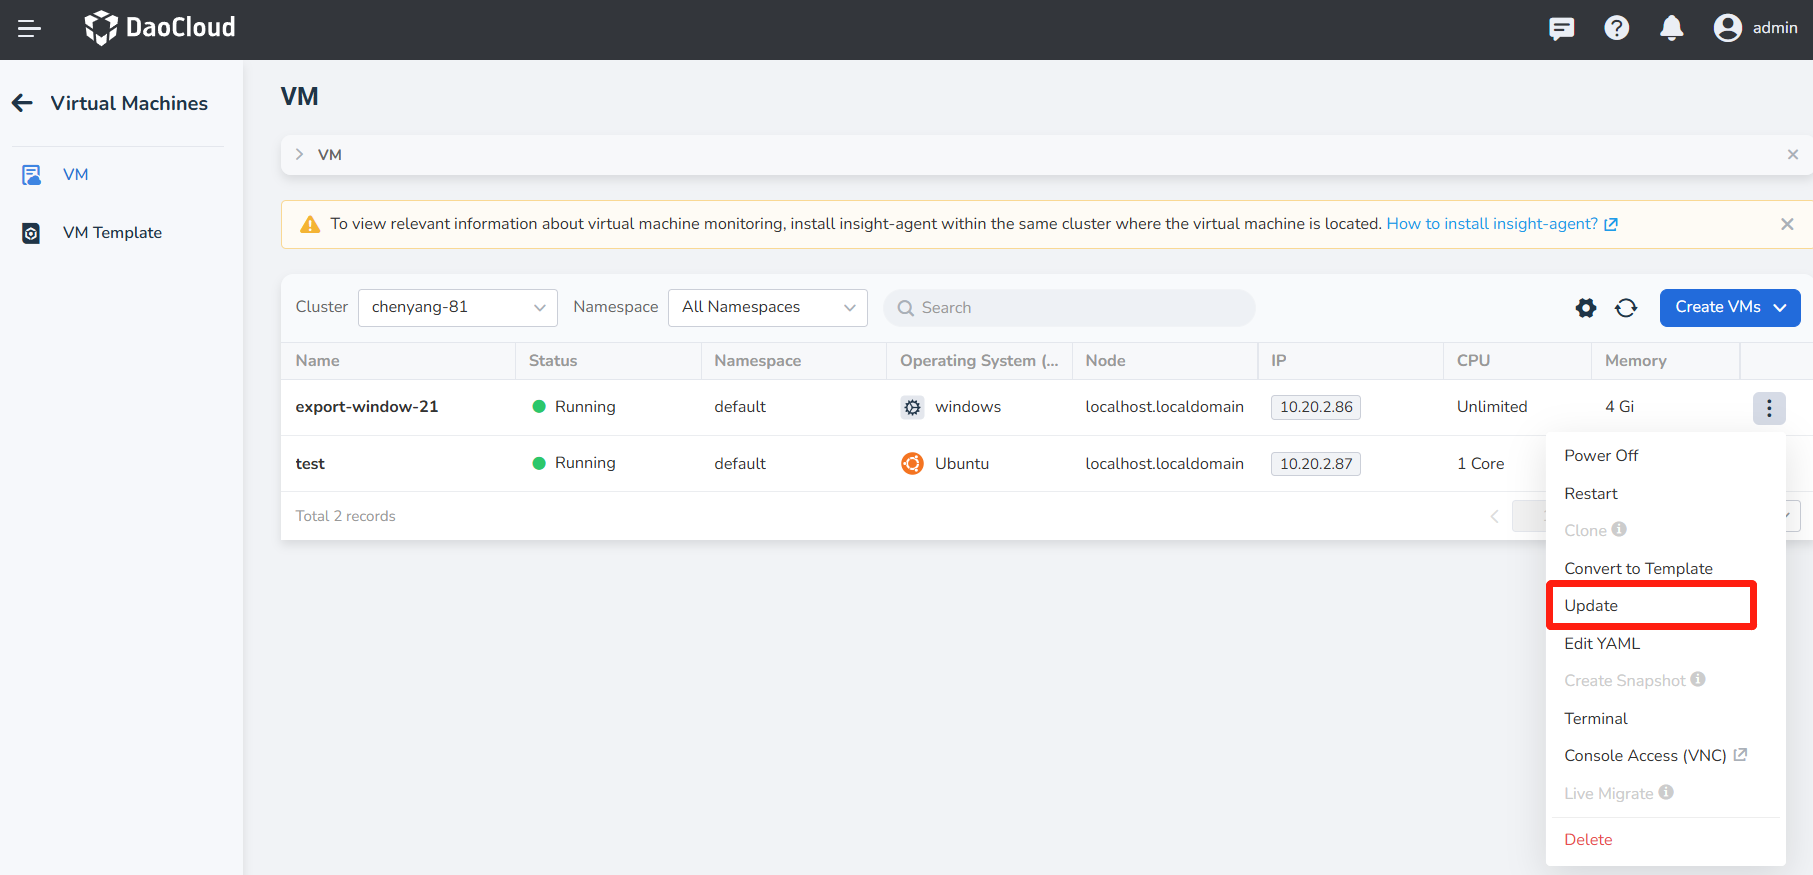 DaoCloud
admin
Virtual Machines
VM
VM Template
VM
VM
To view relevant information about virtual machine monitoring, install insight-agent within the same cluster where the virtual machine is located. How to install insight-agent?
Cluster chenyang-81 Namespace All Namespaces Search Create VMs
Name Status Namespace Operating System (... Node IP CPU Memory
export-window-21 Running default windows localhost.localdomain 10.20.2.86 Unlimited 4 Gi
test Running default Ubuntu localhost.localdomain 10.20.2.87 1 Core
Total 2 records
Power Off
Restart
Clone
Convert to Template
Update
Edit YAML
Create Snapshot
Terminal
Console Access (VNC)
Live Migrate
Delete